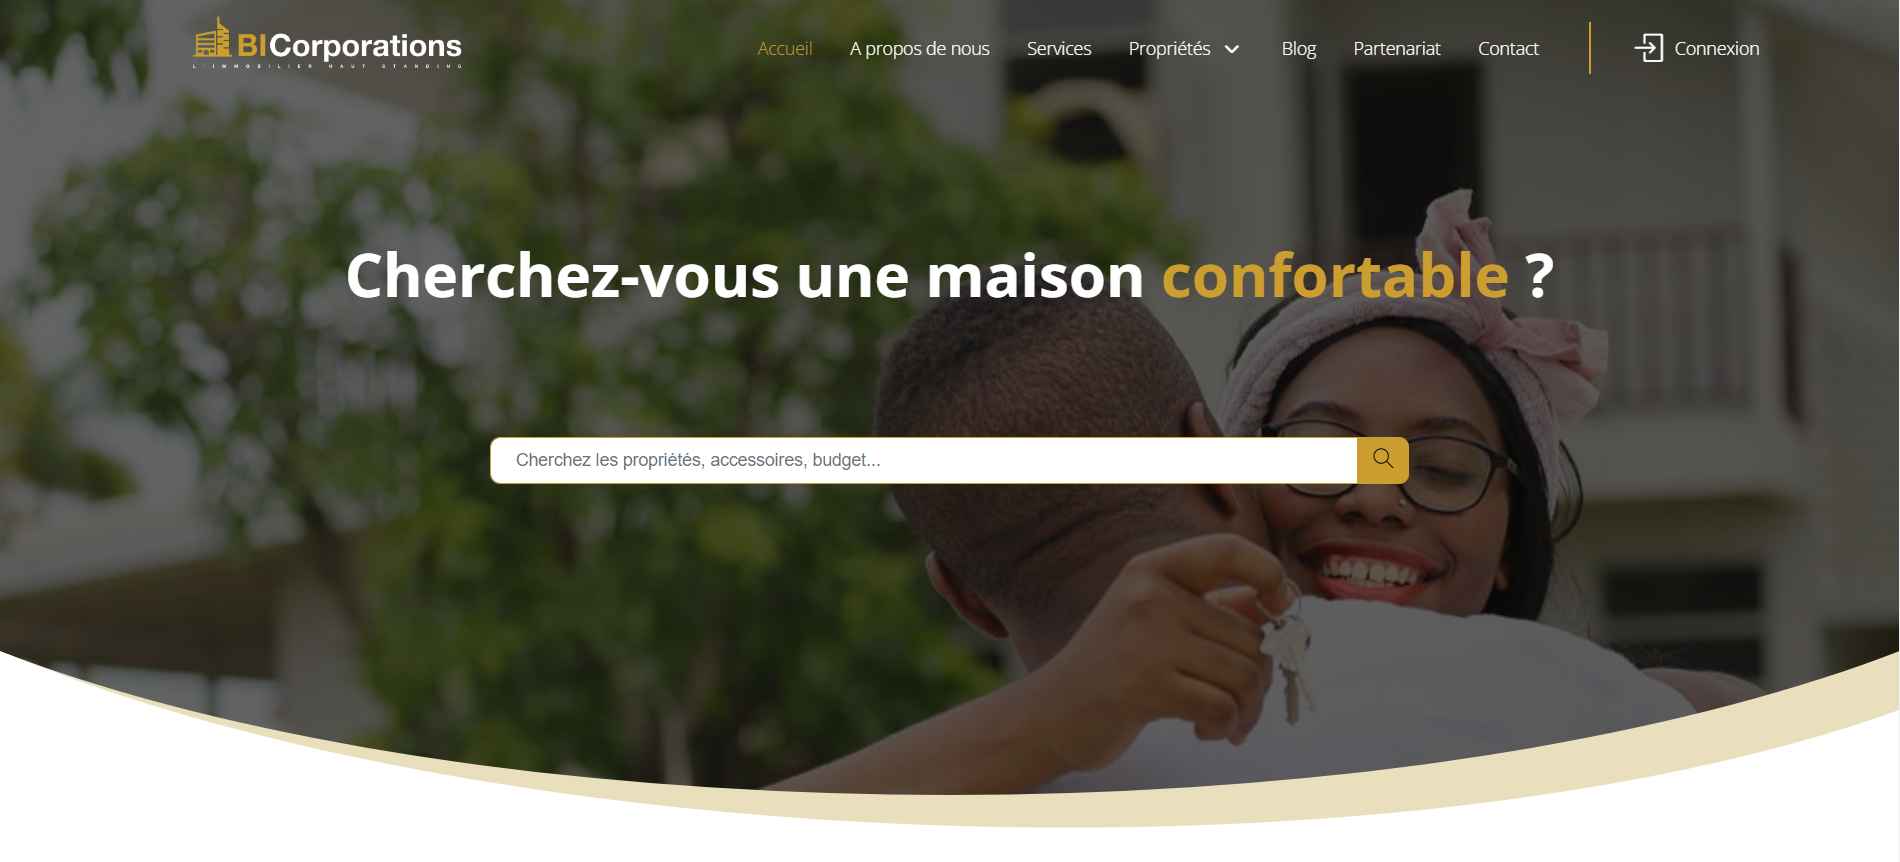 BICorporations
L'IMMOBILIER HAUT STANDING
Accueil
A propos de nous
Services
Propriétés
Blog
Partenariat
Contact
Connexion
Cherchez-vous une maison confortable ?
Cherchez les propriétés, accessoires, budget...